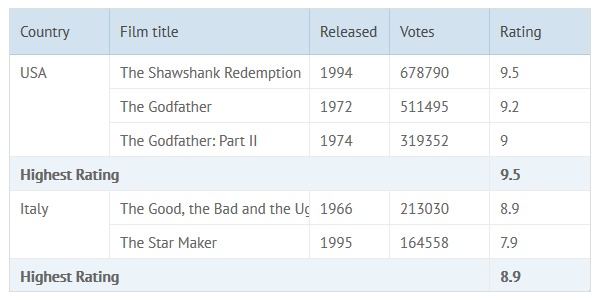 Country Film title Released Votes Rating
USA The Shawshank Redemption 1994 678790 9.5
The Godfather 1972 511495 9.2
The Godfather: Part II 1974 319352 9
Highest Rating 9.5
Italy The Good, the Bad and the Ug 1966 213030 8.9
The Star Maker 1995 164558 7.9
Highest Rating 8.9